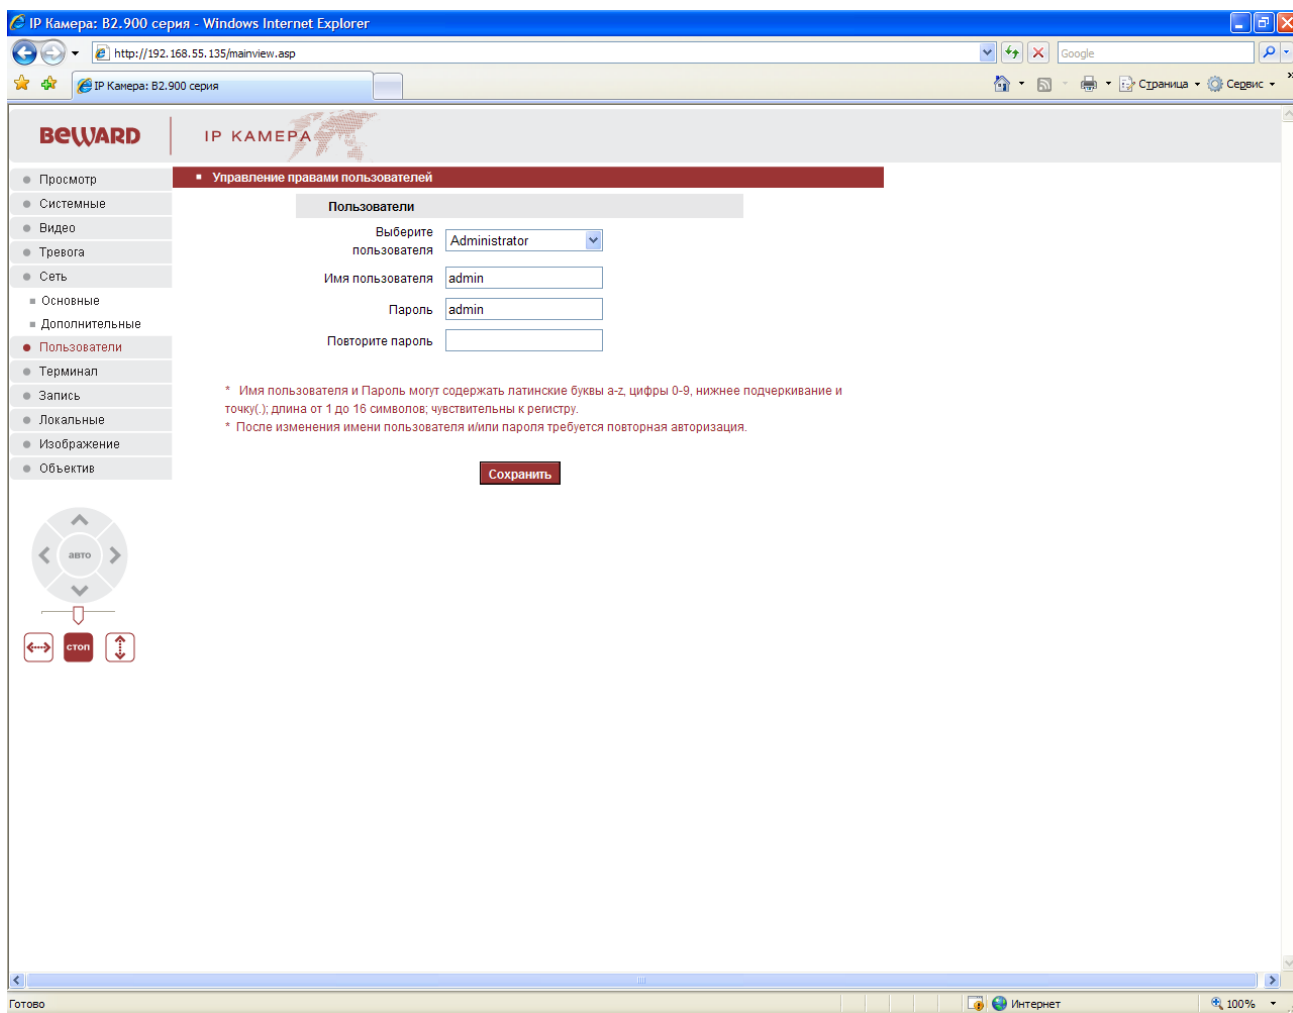 IP Камера: B2.900 серия - Windows Internet Explorer
http://192.168.55.135/mainview.asp
Google
IP Камера: B2.900 серия
Страница
Сервис
BEWARD
IP КАМЕРА
Просмотр
Системные
Видео
Тревога
Сеть
Основные
Дополнительные
Пользователи
Терминал
Запись
Локальные
Изображение
Объектив
авто
стоп
Управление правами пользователей
Пользователи
Выберите
пользователя
Administrator
Имя пользователя
admin
Пароль
admin
Повторите пароль
* Имя пользователя и Пароль могут содержать латинские буквы a-z, цифры 0-9, нижнее подчеркивание и
точку(.); длина от 1 до 16 символов; чувствительны к регистру.
* После изменения имени пользователя и/или пароля требуется повторная авторизация.
Сохранить
Готово
Интернет
100%